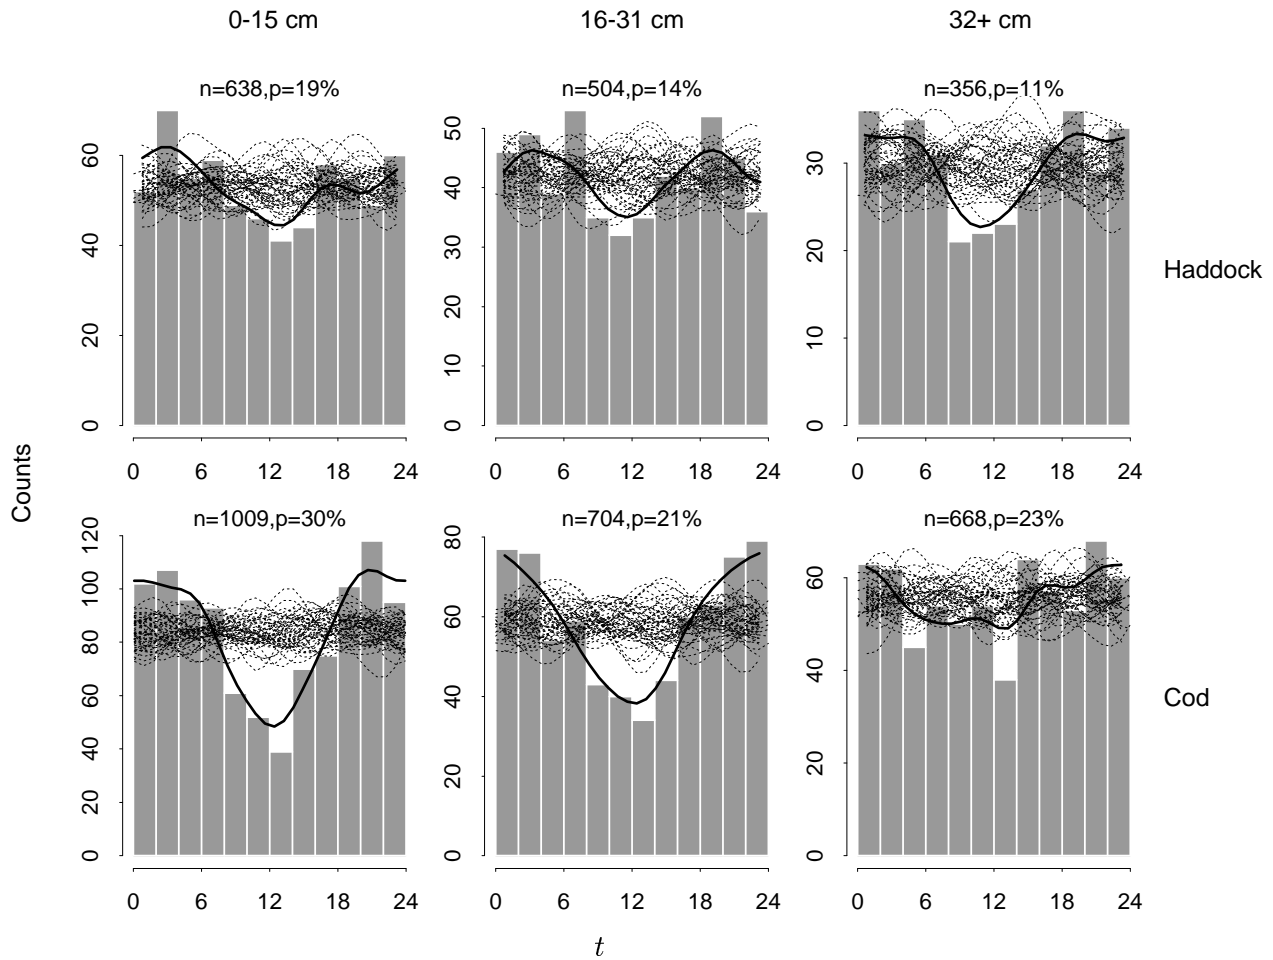 0-15 cm 16-31 cm 32+ cm
n=638,p=19% n=504,p=14% n=356,p=11%
60 50 30
40 40 20
20 30 10
0 20 0
10
0
Haddock
0 6 12 18 24 0 6 12 18 24 0 6 12 18 24
Counts
n=1009,p=30% n=704,p=21% n=668,p=23%
120 80 60
100 60 40
80 40 20
60 20 0
40 0
20
0
Cod
0 6 12 18 24 0 6 12 18 24 0 6 12 18 24
t